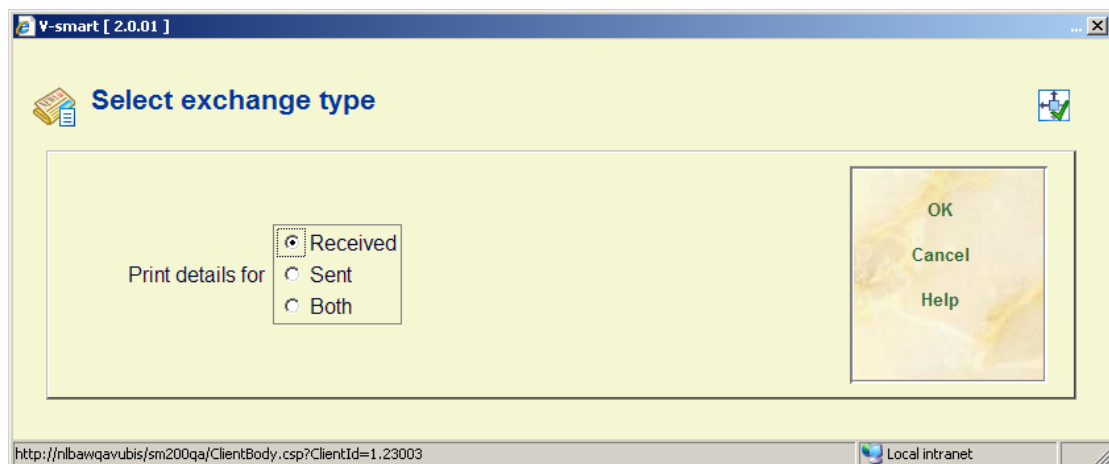 V-smart [ 2.0.01 ]
...
Select exchange type
Print details for
Received
Sent
Both
OK
Cancel
Help
http://nlbawqavubis/sm200qa/ClientBody.csp?ClientId=1.23003
Local intranet